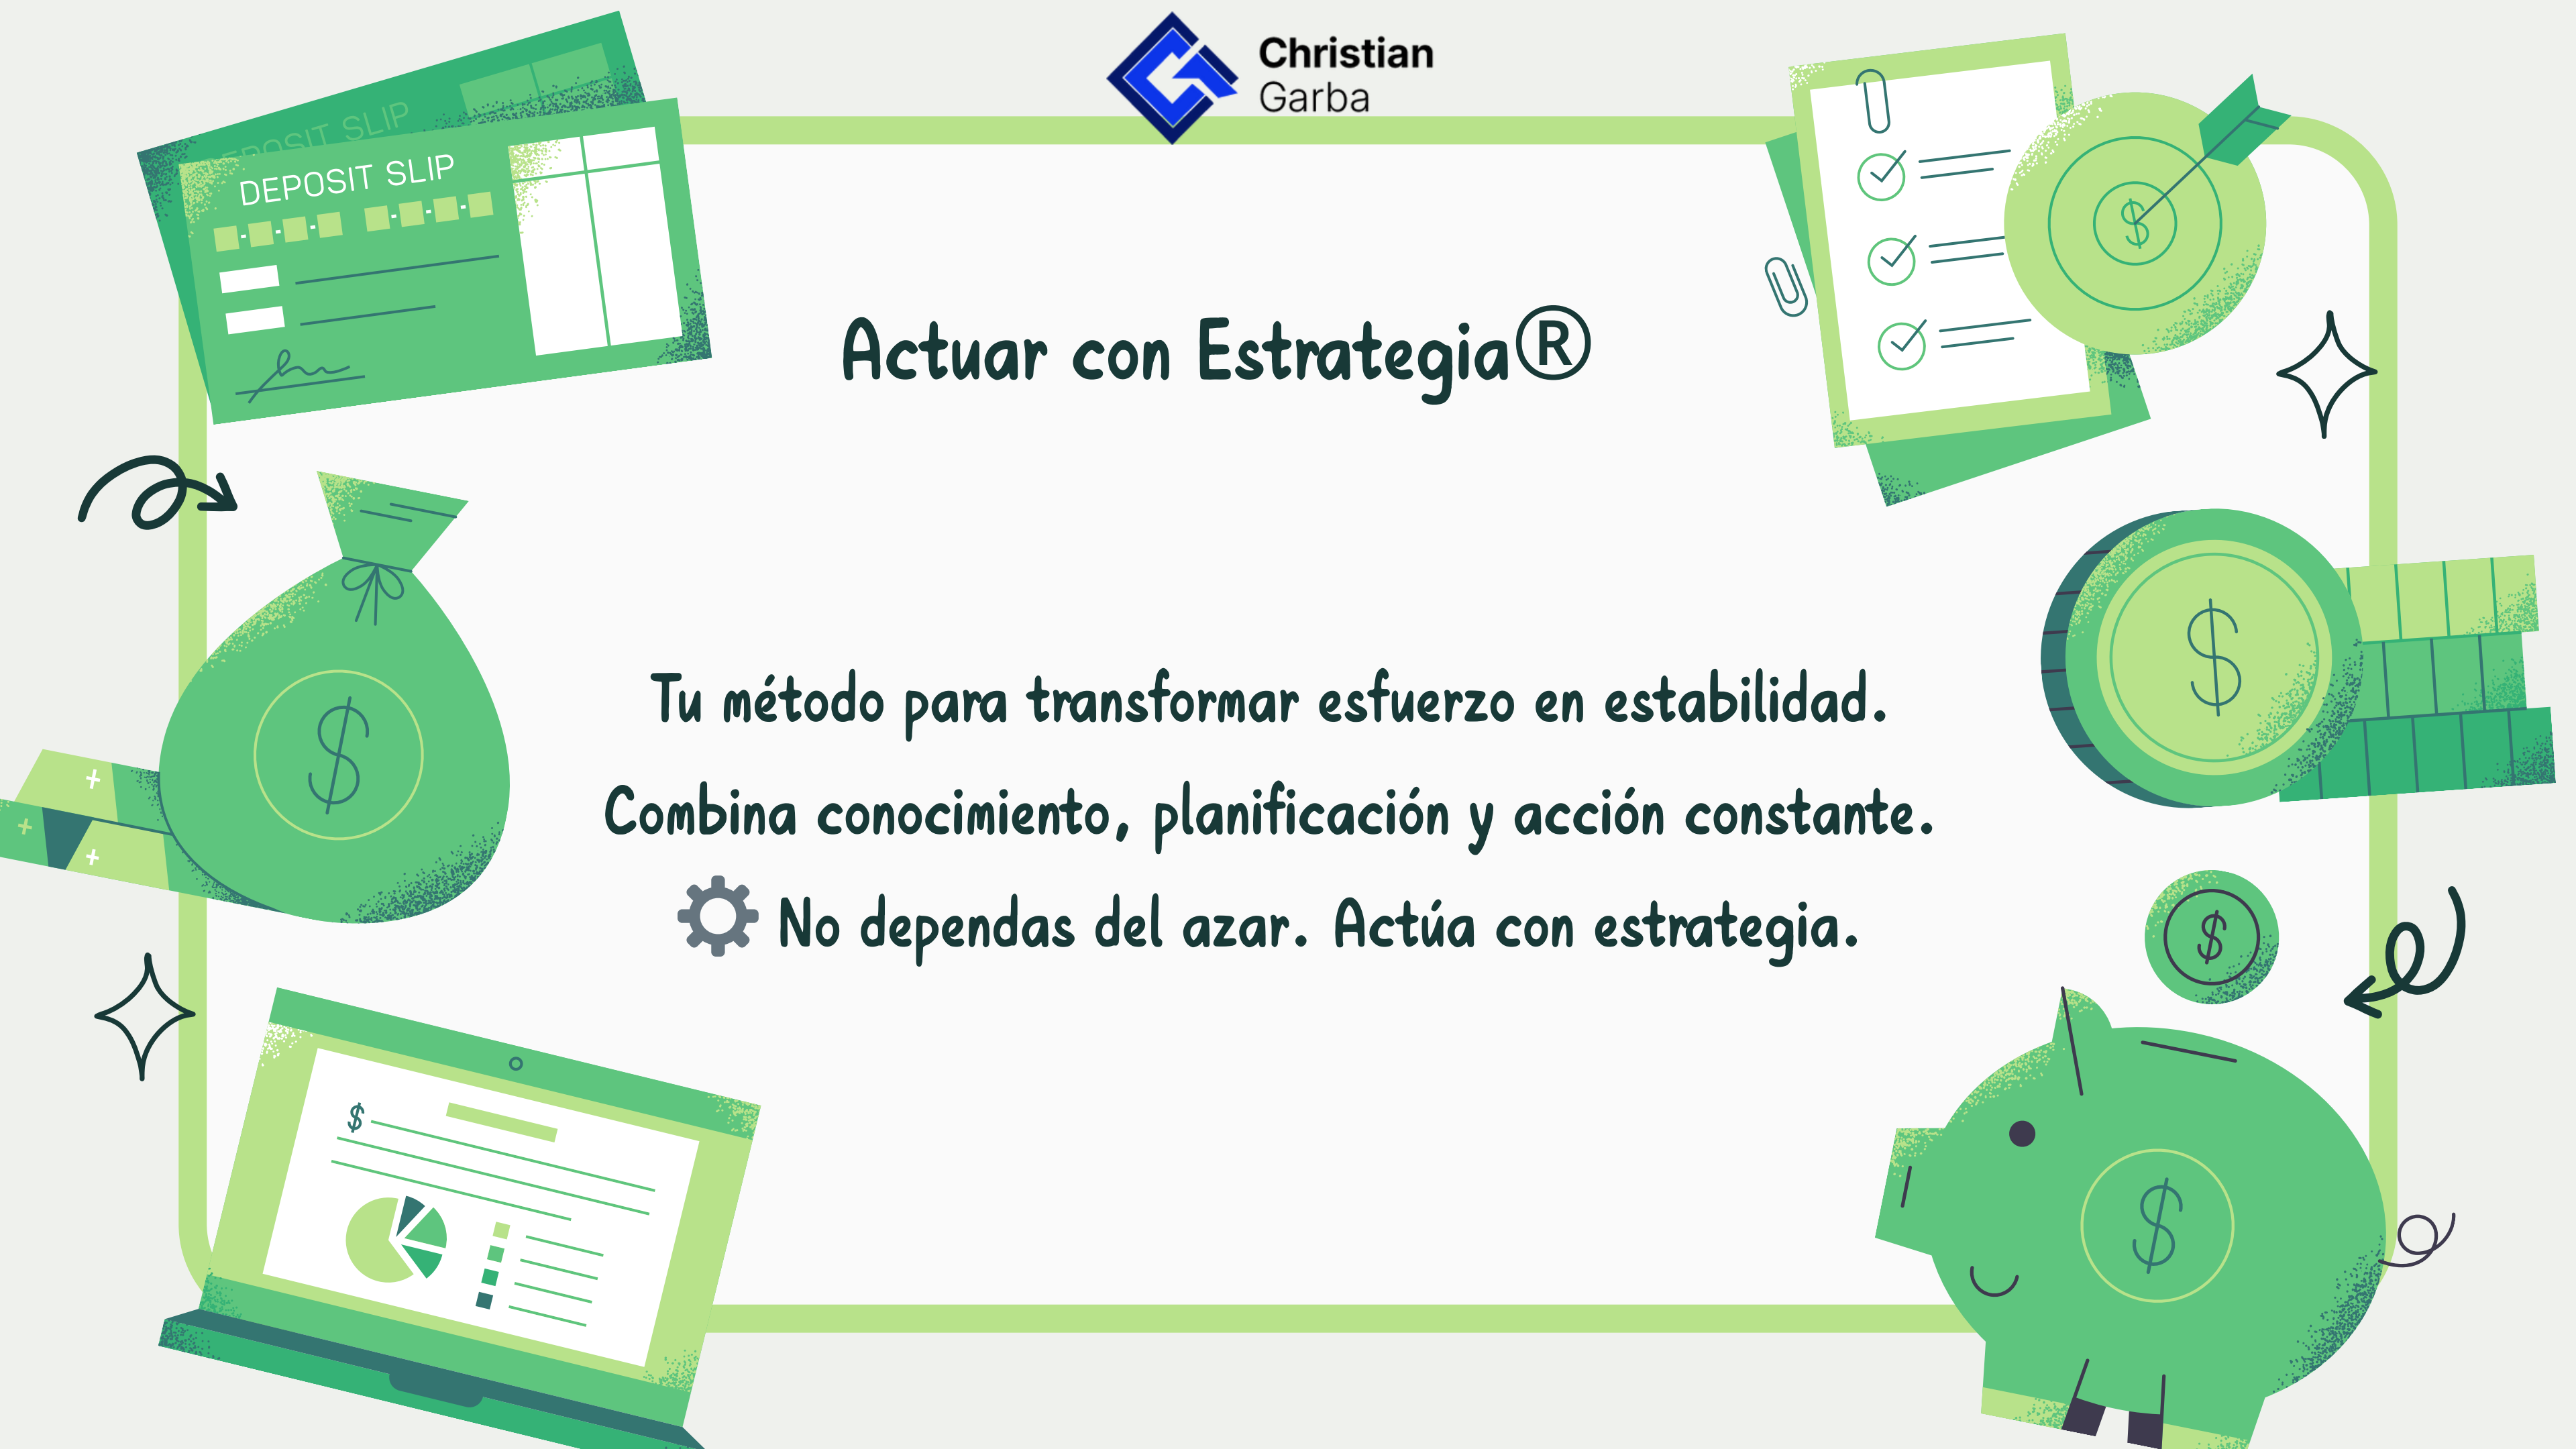 Christian
Garba
DEPOSIT SLIP
DEPOSIT SLIP
Actuar con Estrategia®
Tu método para transformar esfuerzo en estabilidad.
Combina conocimiento, planificación y acción constante.
No dependas del azar. Actúa con estrategia.